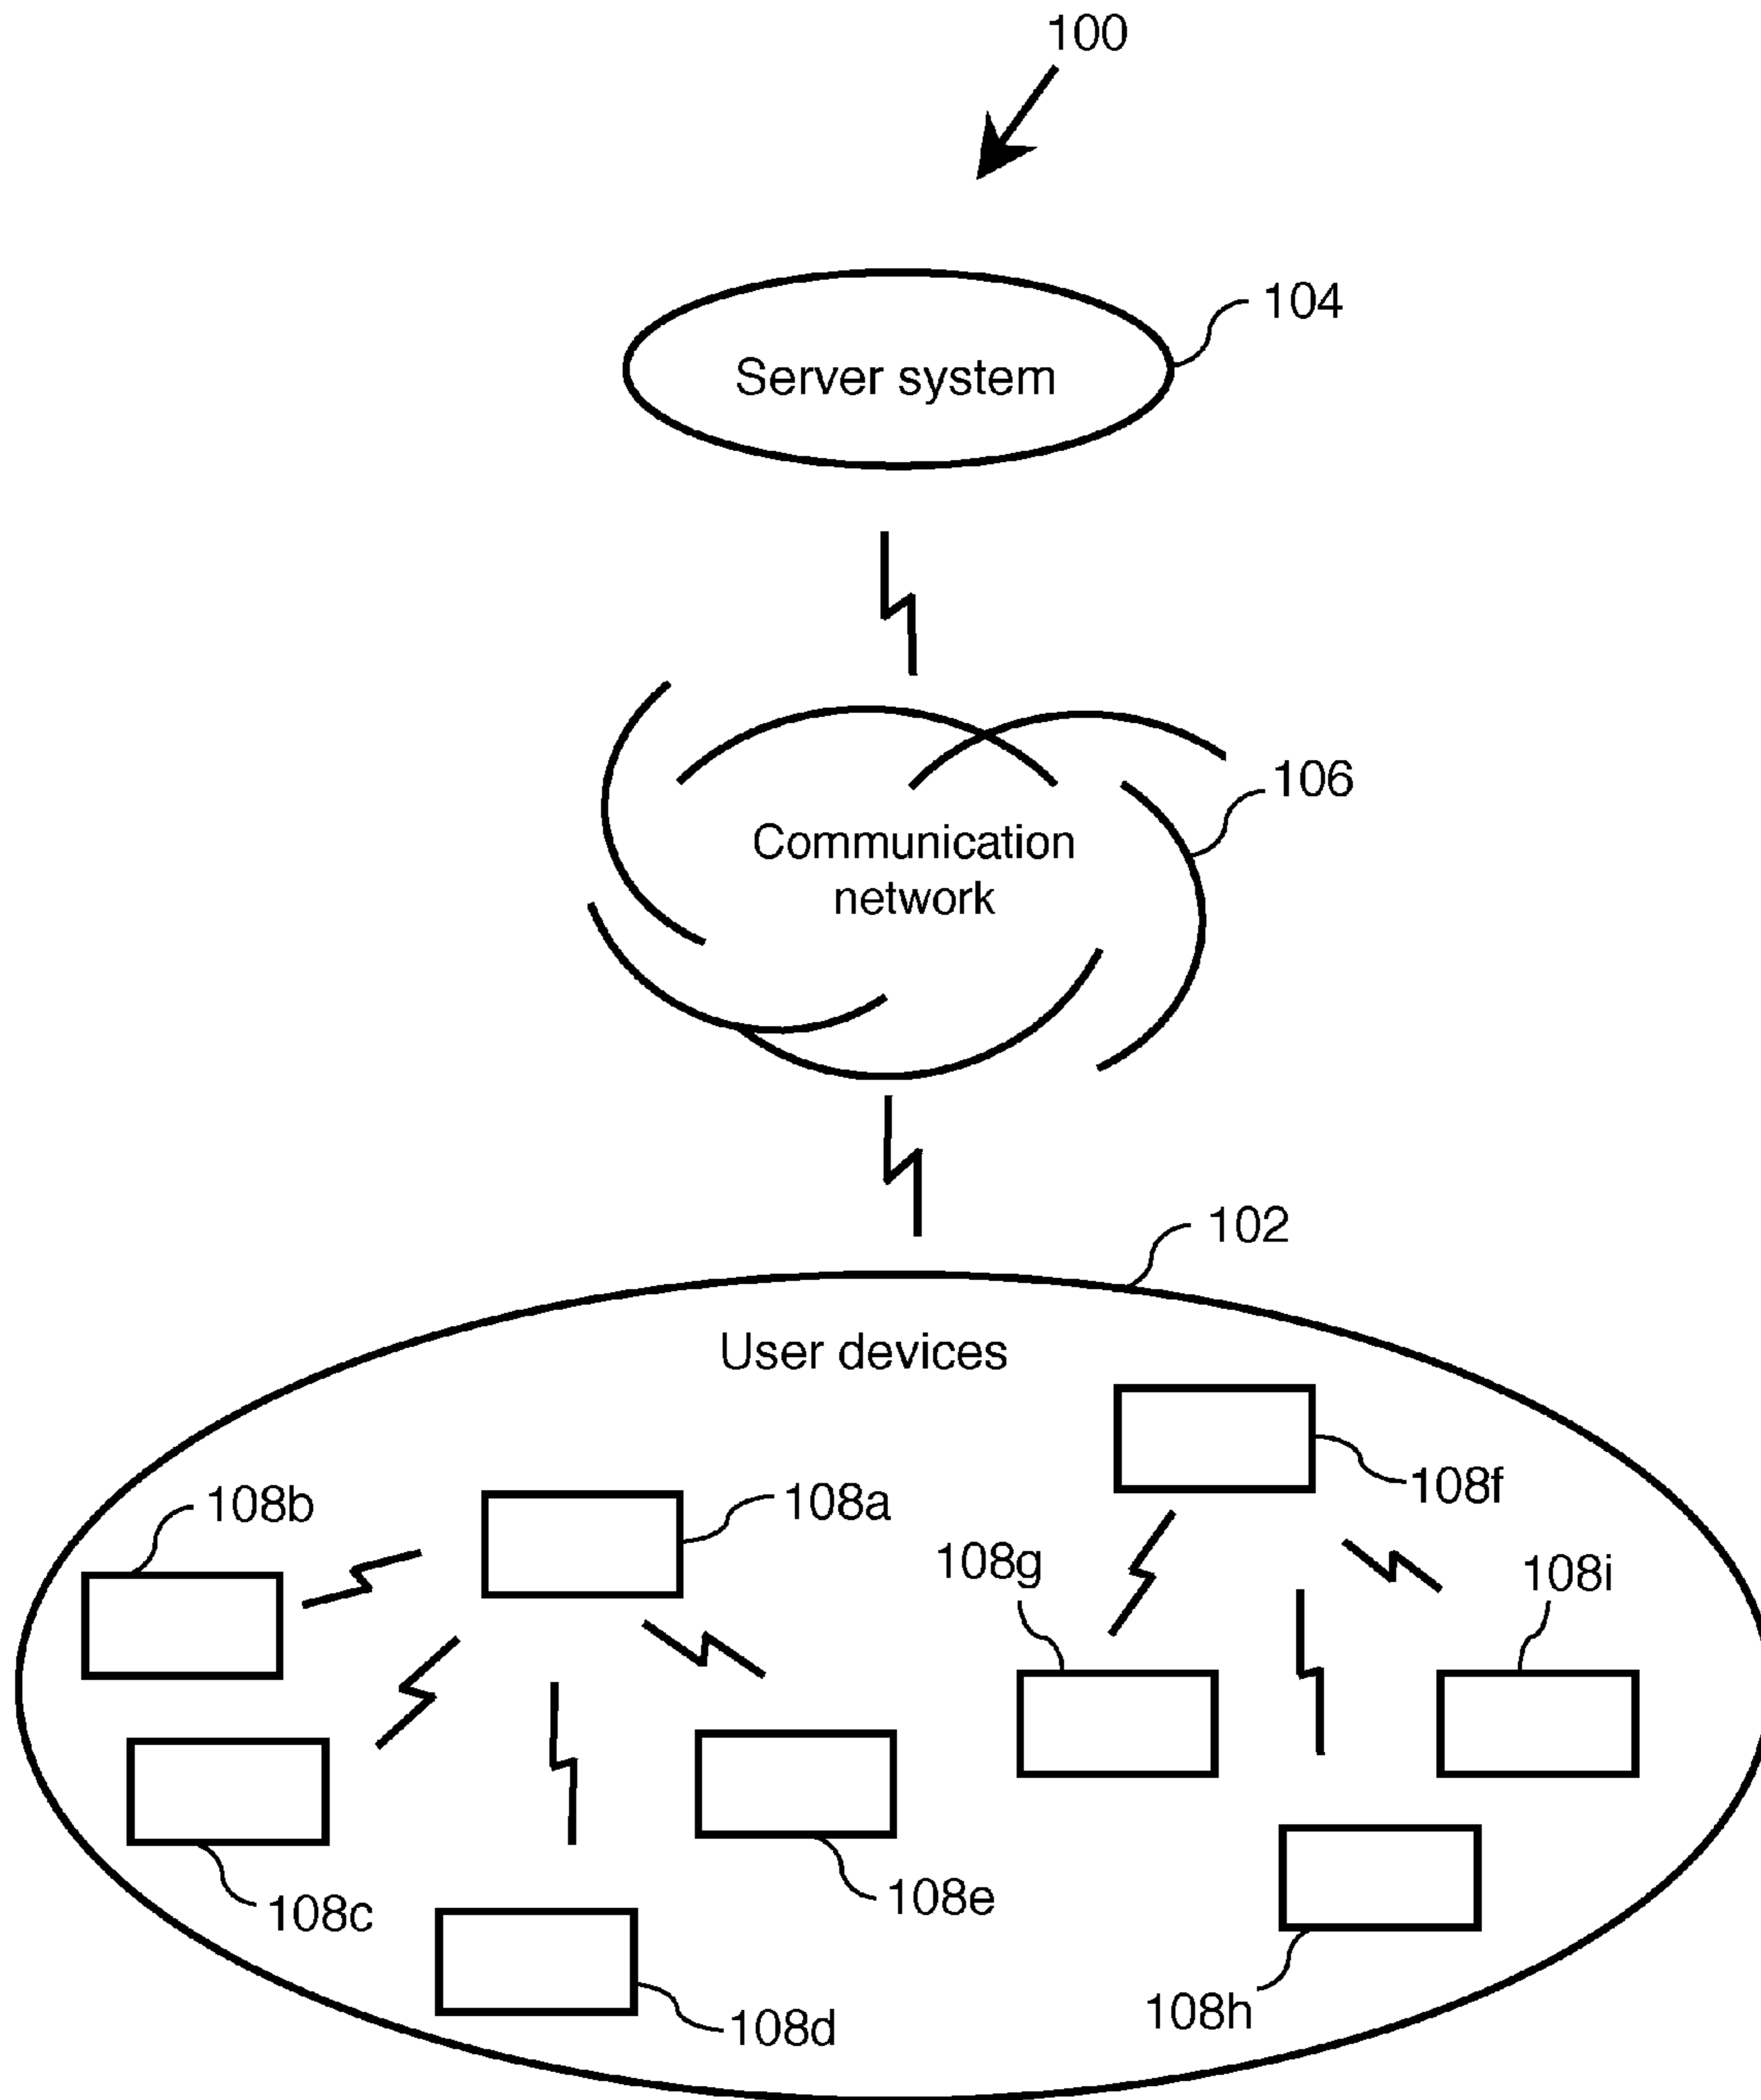 100
104
Server system
106
Communication
network
102
User devices
108f
108b
108a
108g
108i
108e
108c
108h
108d